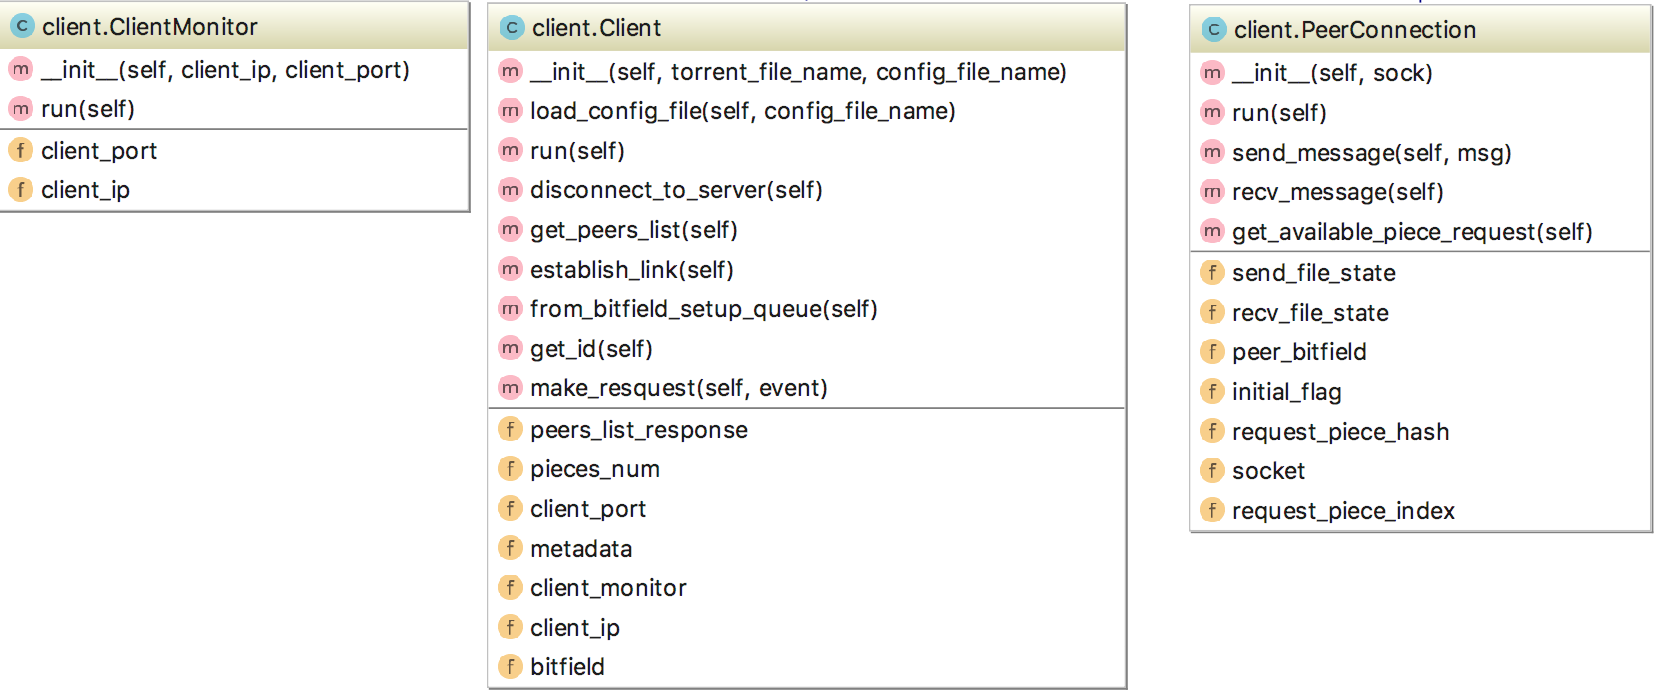 C client.ClientMonitor
m __init__(self, client_ip, client_port)
m run(self)
f client_port
f client_ip
C client.Client
m __init__(self, torrent_file_name, config_file_name)
m load_config_file(self, config_file_name)
m run(self)
m disconnect_to_server(self)
m get_peers_list(self)
m establish_link(self)
m from_bitfield_setup_queue(self)
m get_id(self)
m make_resquest(self, event)
f peers_list_response
f pieces_num
f client_port
f metadata
f client_monitor
f client_ip
f bitfield
C client.PeerConnection
m __init__(self, sock)
m run(self)
m send_message(self, msg)
m recv_message(self)
m get_available_piece_request(self)
f send_file_state
f recv_file_state
f peer_bitfield
f initial_flag
f request_piece_hash
f socket
f request_piece_index